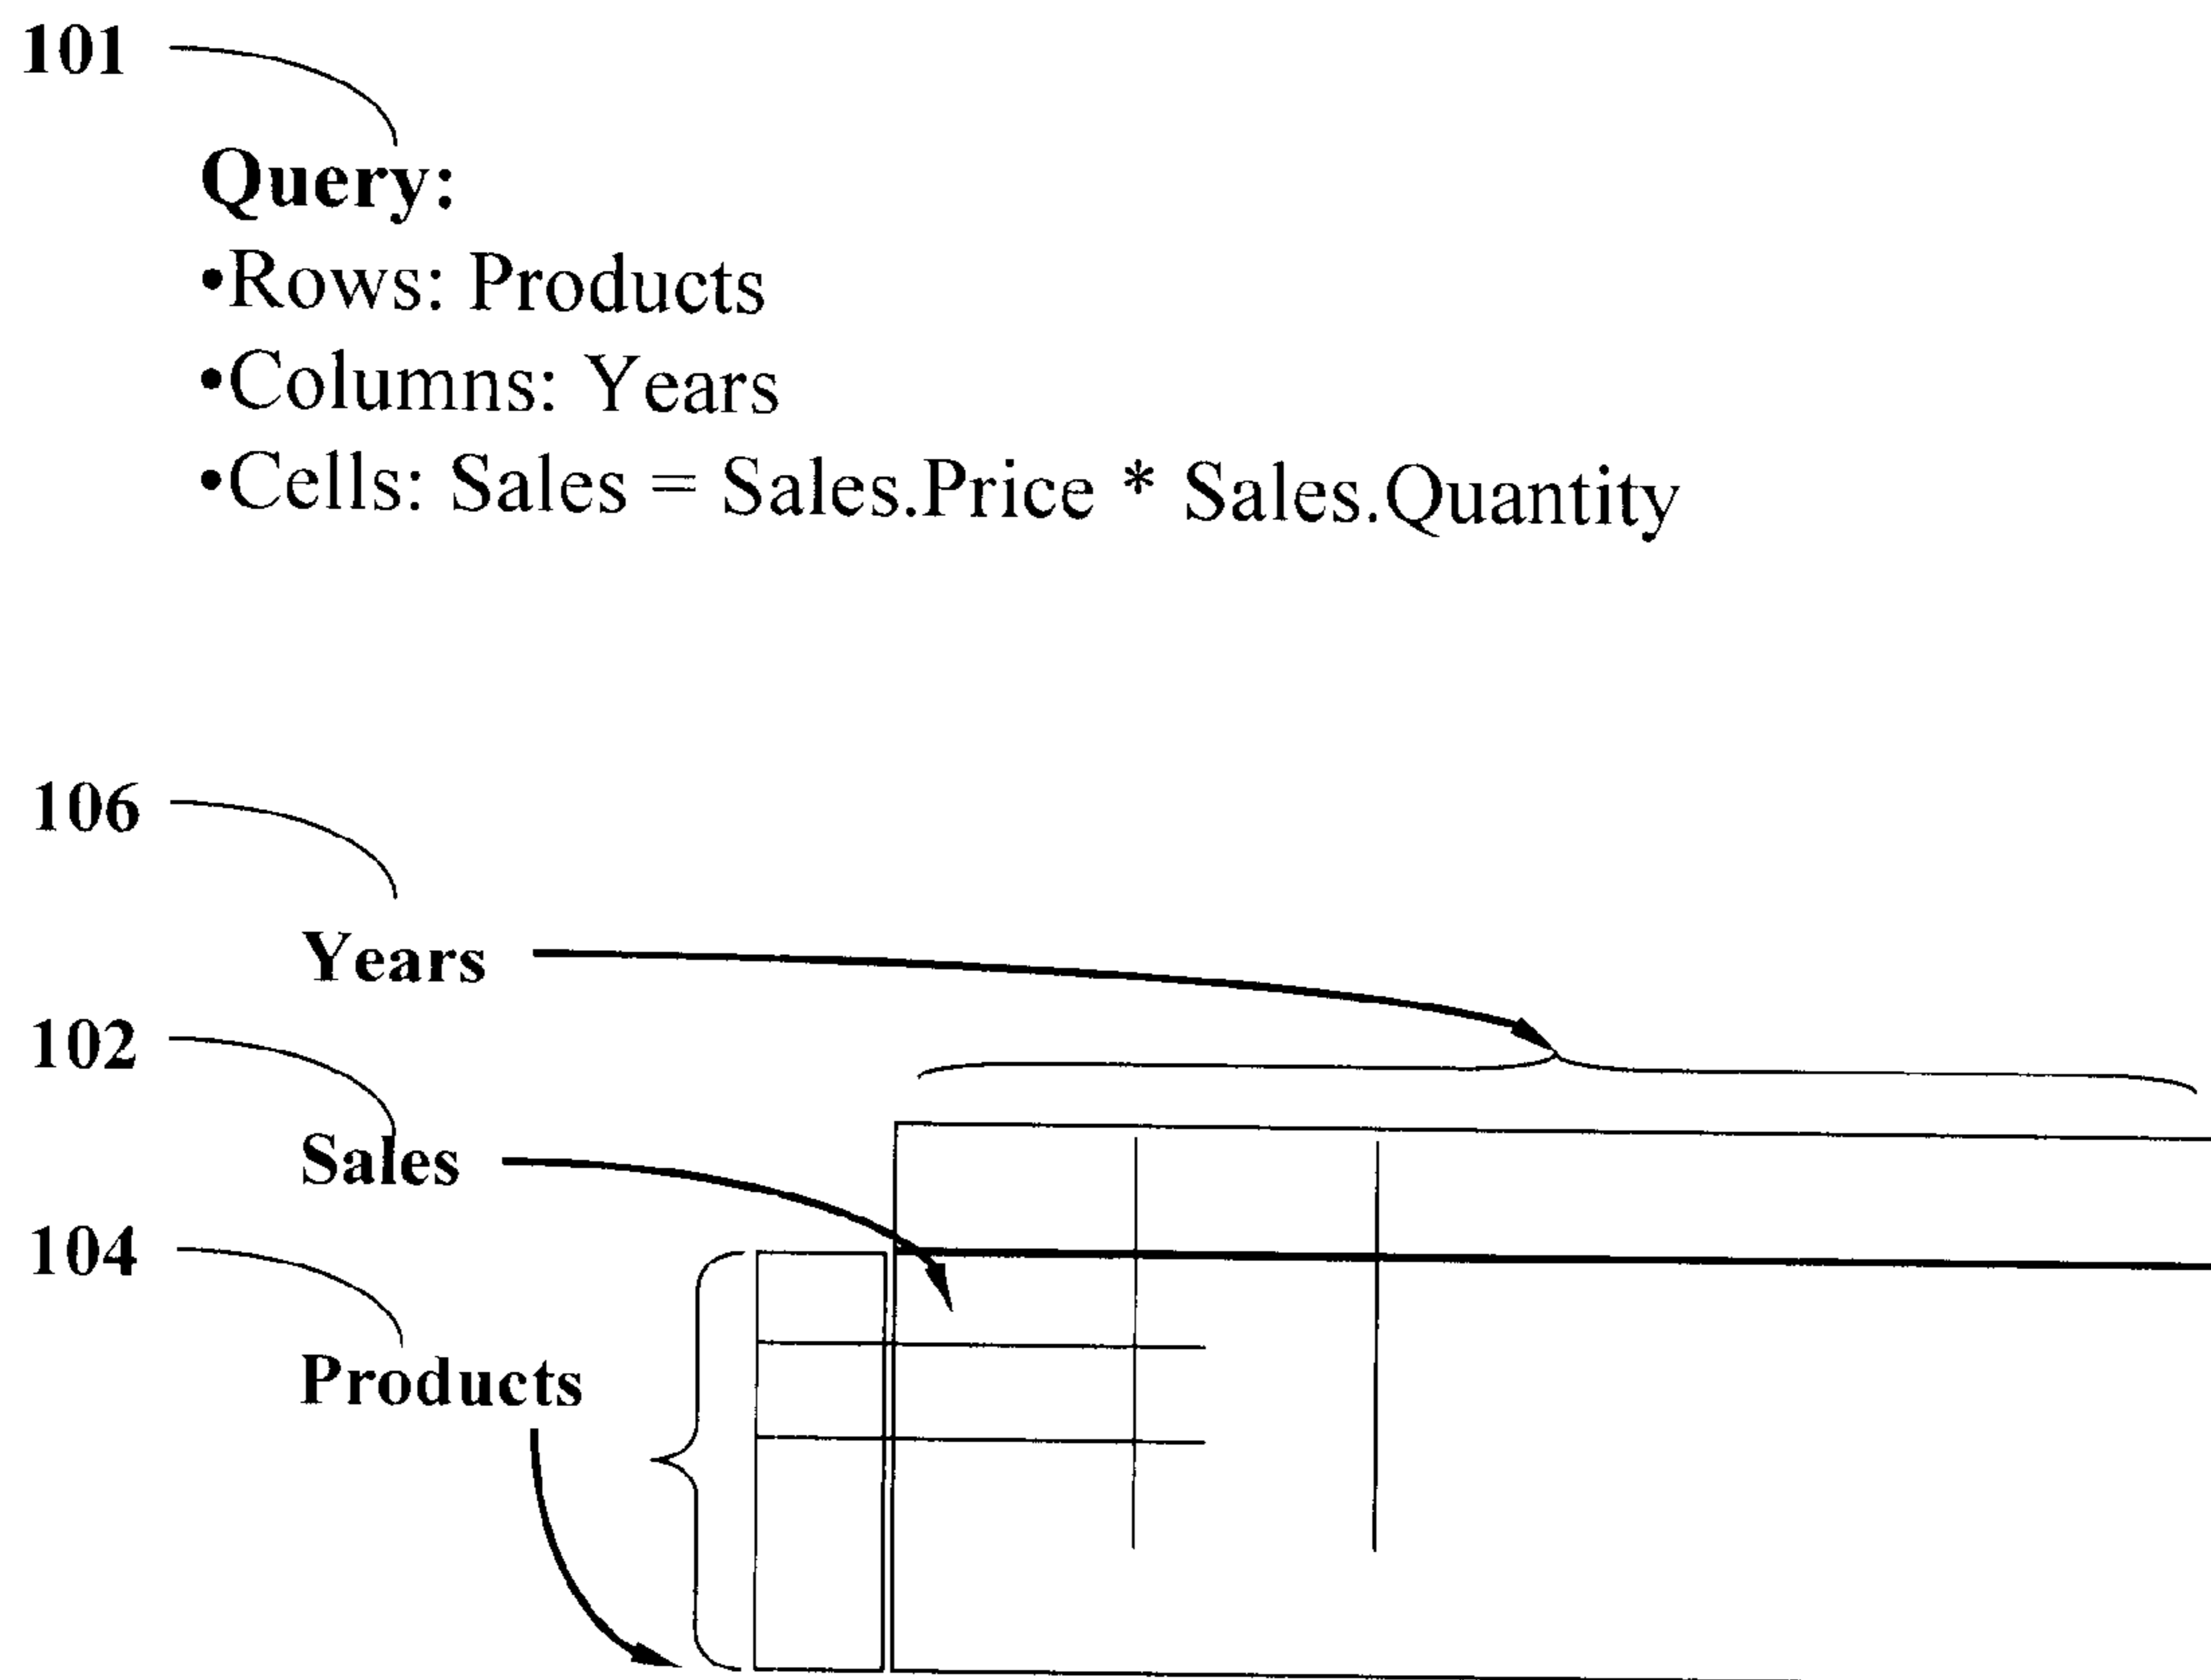 101
Query:
•Rows: Products
•Columns: Years
•Cells: Sales = Sales.Price * Sales.Quantity
106
Years
102
Sales
104
Products